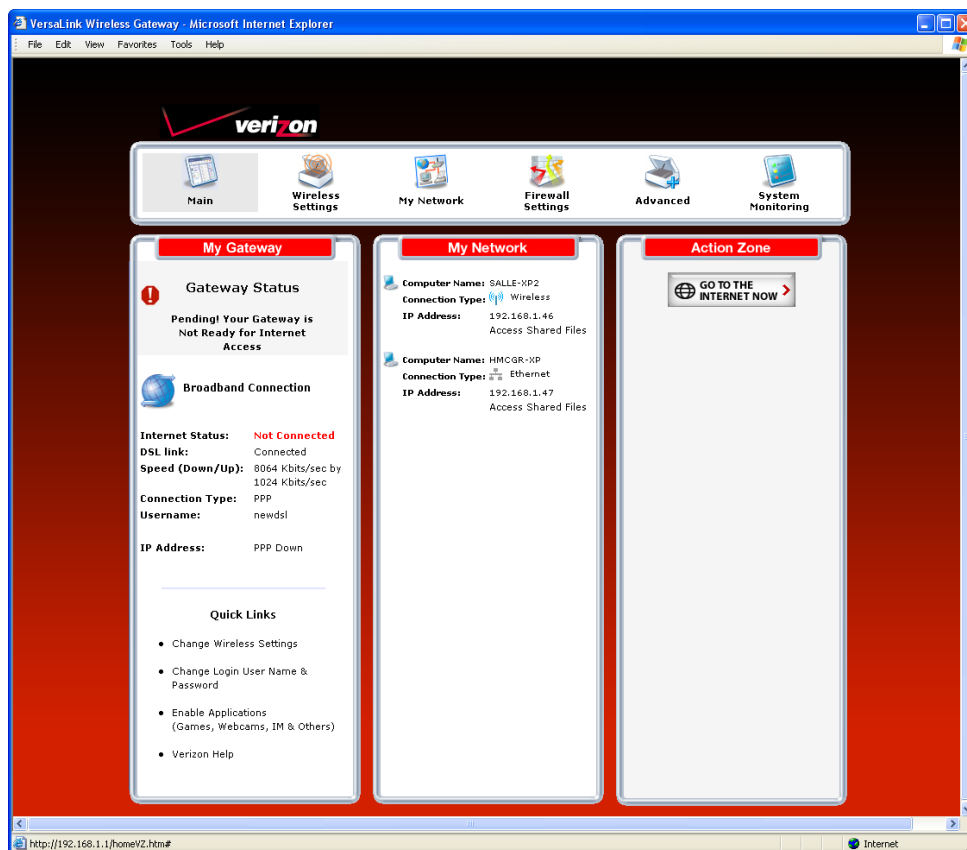 VersaLink Wireless Gateway - Microsoft Internet Explorer
File Edit View Favorites Tools Help
verizon
Main
Wireless
Settings
My Network
Firewall
Settings
Advanced
System
Monitoring
My Gateway
Gateway Status
Pending! Your Gateway is
Not Ready for Internet
Access
Broadband Connection
Internet Status: Not Connected
DSL link: Connected
Speed (Down/Up): 8064 Kbits/sec by
1024 Kbits/sec
Connection Type: PPP
Username: newdsl
IP Address: PPP Down
Quick Links
• Change Wireless Settings
• Change Login User Name &
Password
• Enable Applications
(Games, Webcams, IM & Others)
• Verizon Help
My Network
Computer Name: SALLE-XP2
Connection Type: Wireless
IP Address: 192.168.1.46
Access Shared Files
Computer Name: HMCGR-XP
Connection Type: Ethernet
IP Address: 192.168.1.47
Access Shared Files
Action Zone
GO TO THE
INTERNET NOW
http://192.168.1.1/homeVZ.htm#
Internet